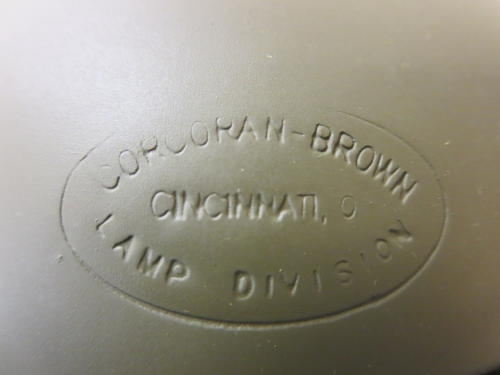 CORCORAN-BROWN
CINCINNATI, O
LAMP DIVISION